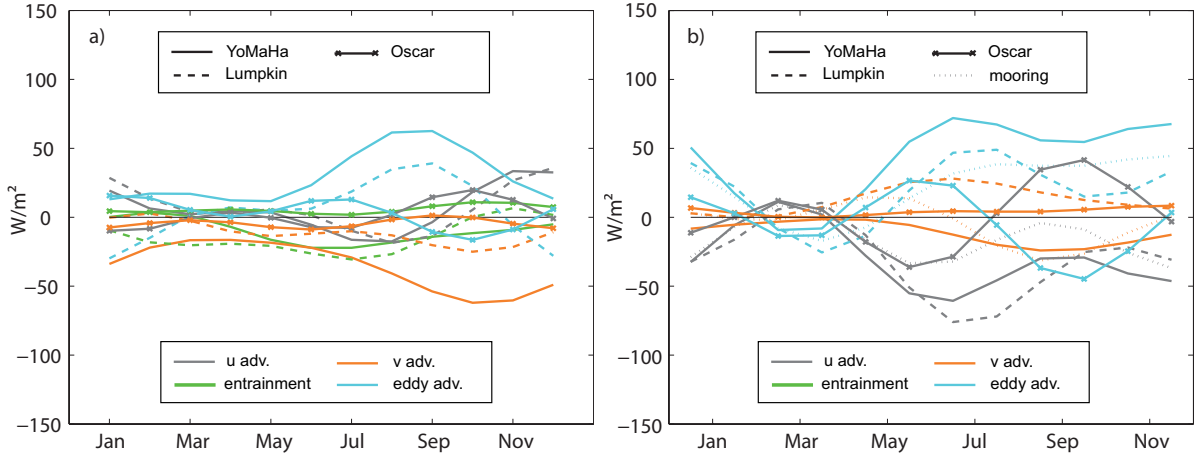 a)
YoMaHa
Oscar
Lumpkin
W/m²
150
100
50
0
−50
−100
−150
u adv.
v adv.
entrainment
eddy adv.
Jan Mar May Jul Sep Nov
b)
YoMaHa
Oscar
Lumpkin
mooring
W/m²
150
100
50
0
−50
−100
−150
u adv.
v adv.
entrainment
eddy adv.
Jan Mar May Jul Sep Nov